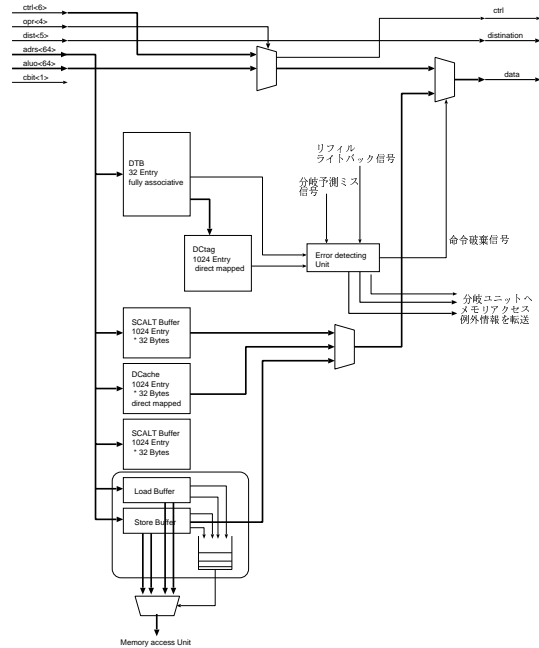 ctrl<6>
opr<4>
dist<5>
adrs<64>
aluo<64>
cbit<1>
ctrl
distination
data
DTB
32 Entry
fully associative
リフィル
ライトバック信号
分岐予測ミス
信号
DCtag
1024 Entry
direct mapped
Error detecting
Unit
命令破棄信号
分岐ユニットへ
メモリアクセス
例外情報を転送
SCALT Buffer
1024 Entry
* 32 Bytes
DCache
1024 Entry
* 32 Bytes
direct mapped
SCALT Buffer
1024 Entry
* 32 Bytes
Load Buffer
Store Buffer
Memory access Unit